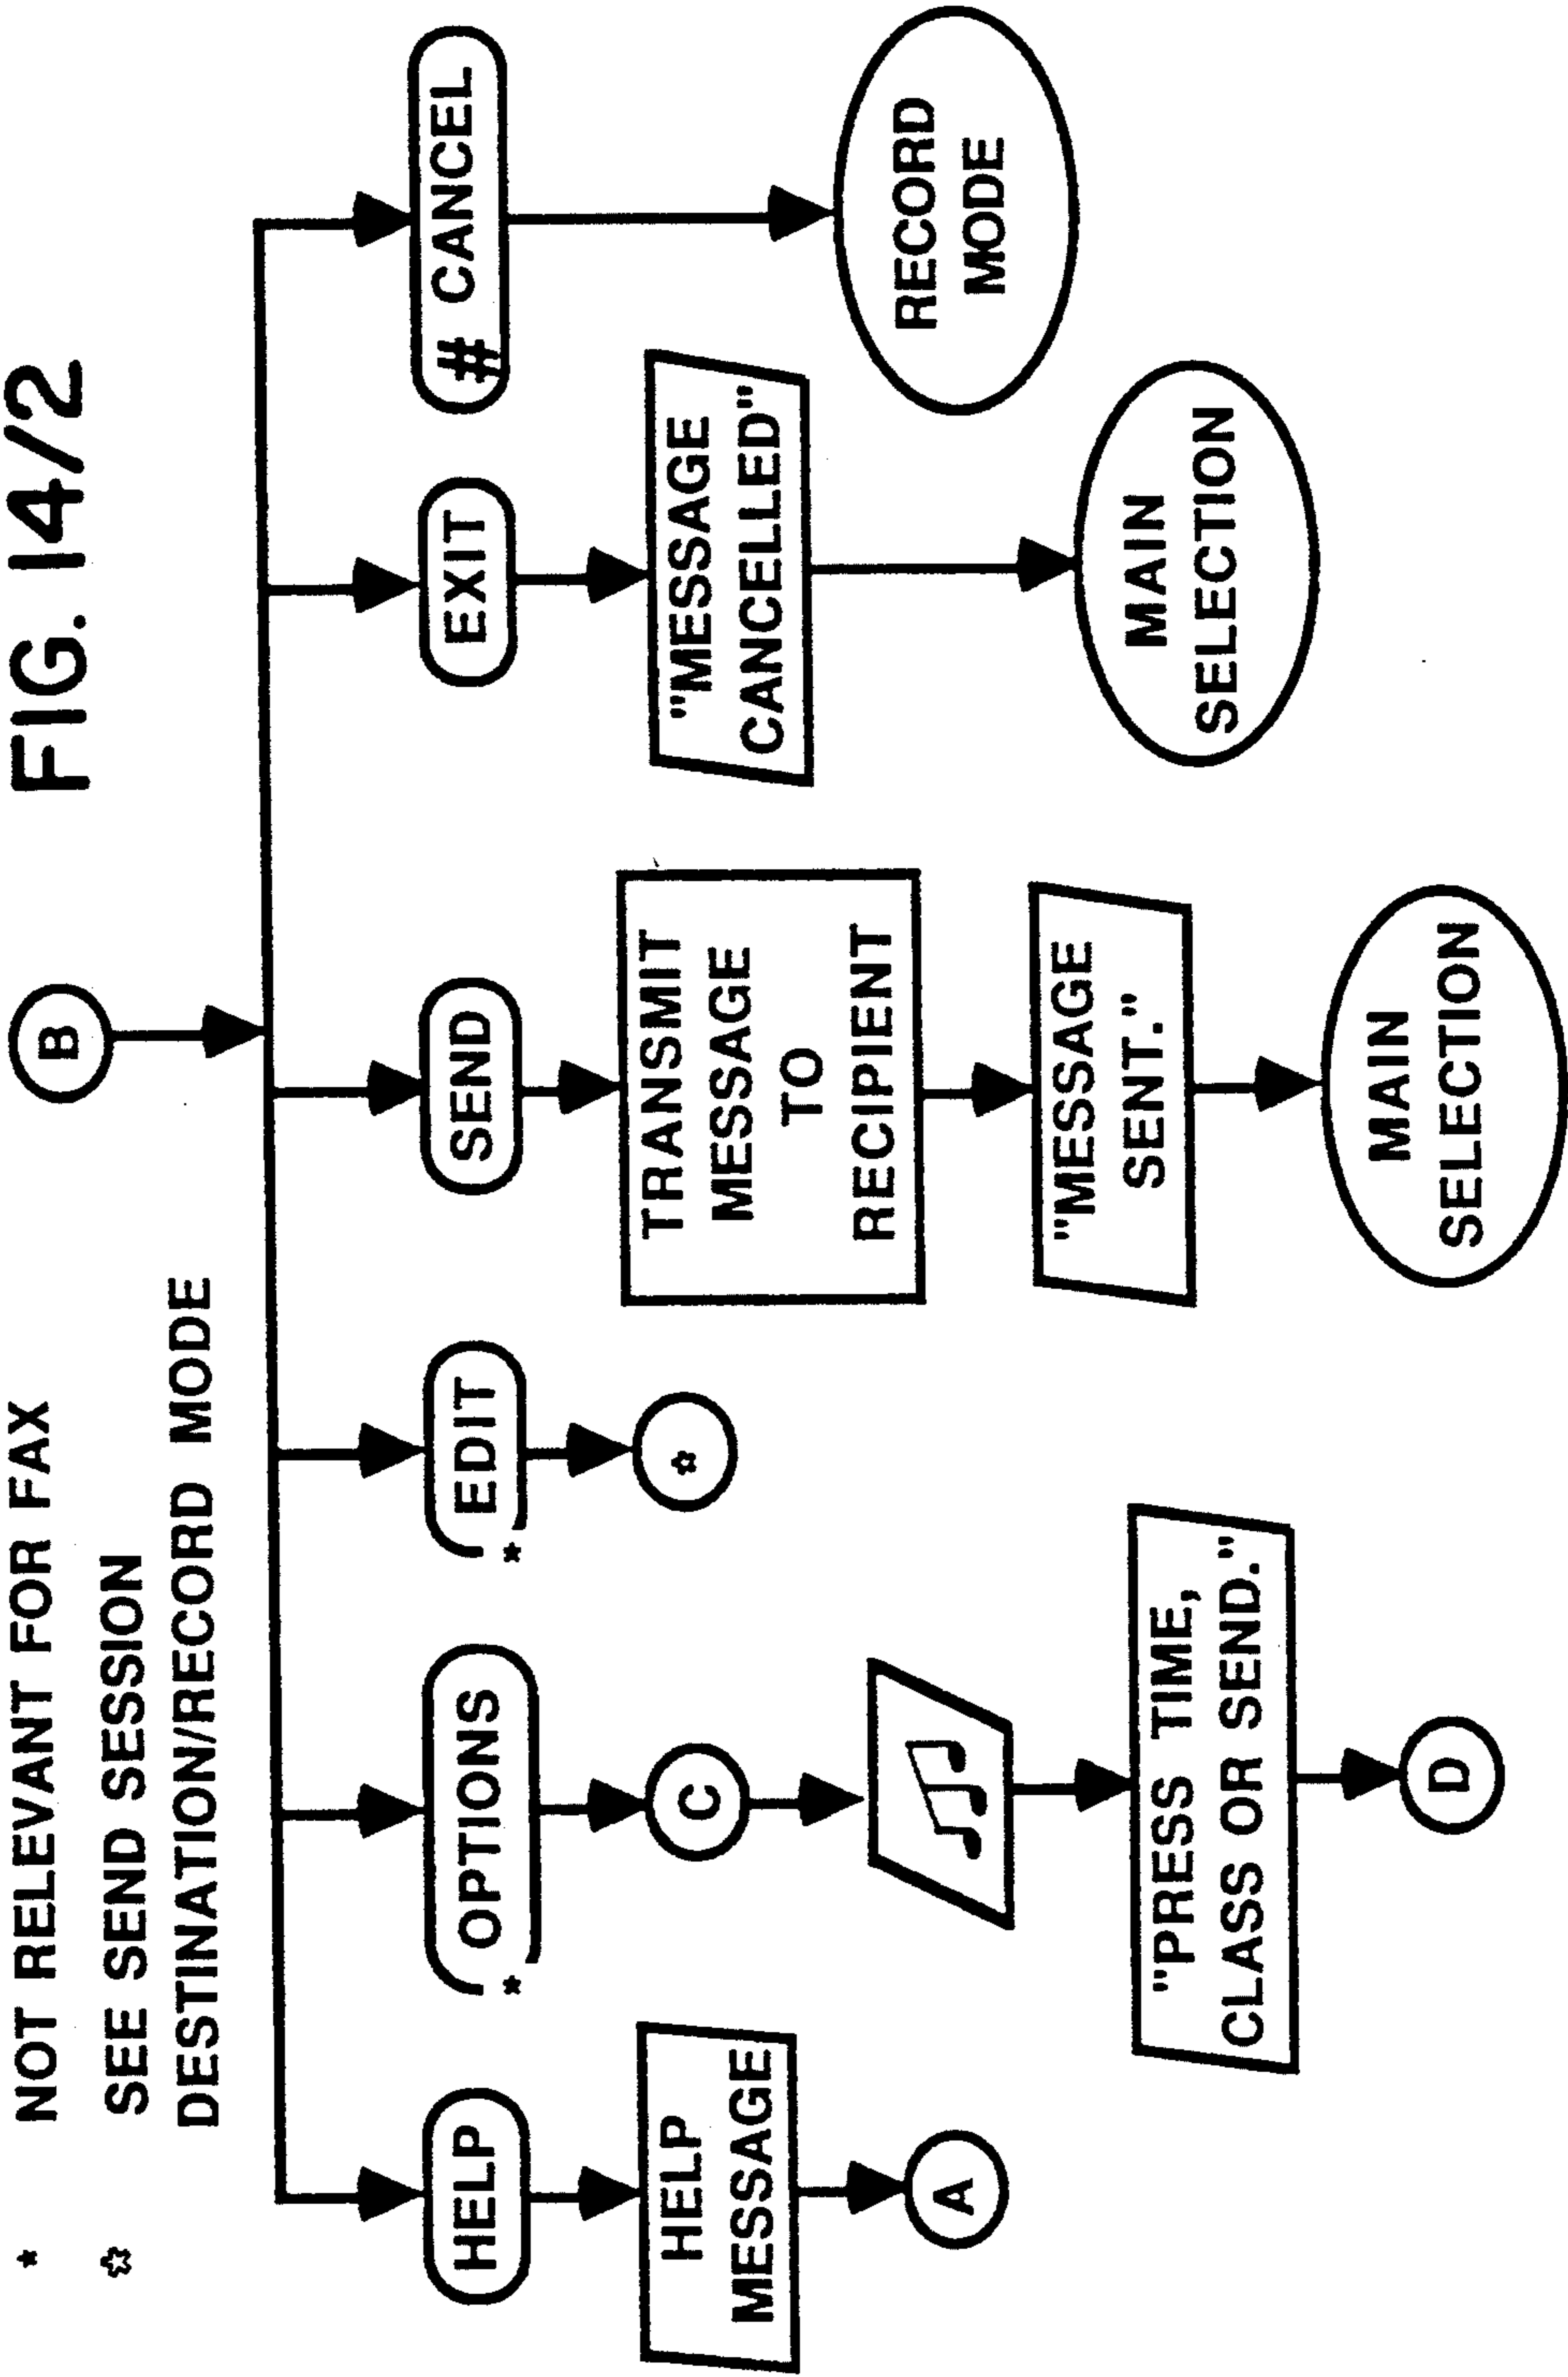 FIG. 14/2
* NOT RELEVANT FOR FAX
✡ SEE SEND SESSION
DESTINATION/RECORD MODE
B
HELP
HELP
MESSAGE
A
* OPTIONS
C
"PRESS TIME,
CLASS OR SEND."
D
* EDIT
✡
SEND
TRANSMIT
MESSAGE
TO
RECIPIENT
"MESSAGE
SENT."
MAIN
SELECTION
EXIT
"MESSAGE
CANCELLED"
MAIN
SELECTION
# CANCEL
RECORD
MODE